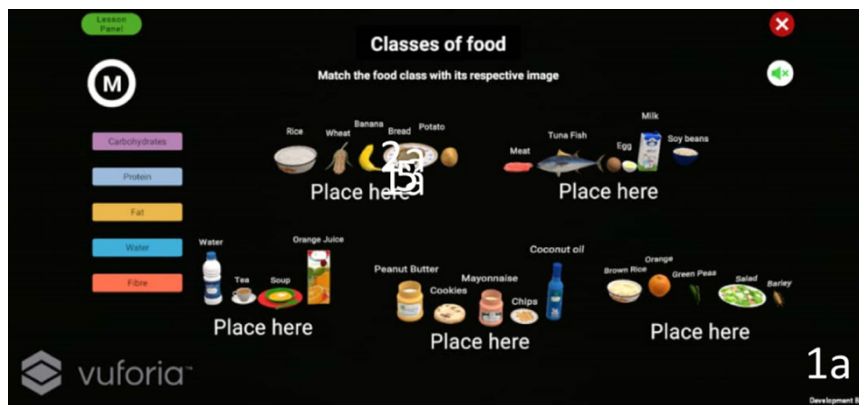 Lesson
Panel
Classes of food
M
Match the food class with its respective image
Carbohydrates
Protein
Fat
Water
Fibre
Rice
Wheat
Banana
Bread
Potato
Place here
Meat
Tuna Fish
Egg
Milk
Soy beans
Place here
Water
Tea
Soup
Orange Juice
Place here
Peanut Butter
Cookies
Mayonnaise
Chips
Coconut oil
Place here
Brown Rice
Orange
Green Peas
Salad
Barley
Place here
vuforia™
1a